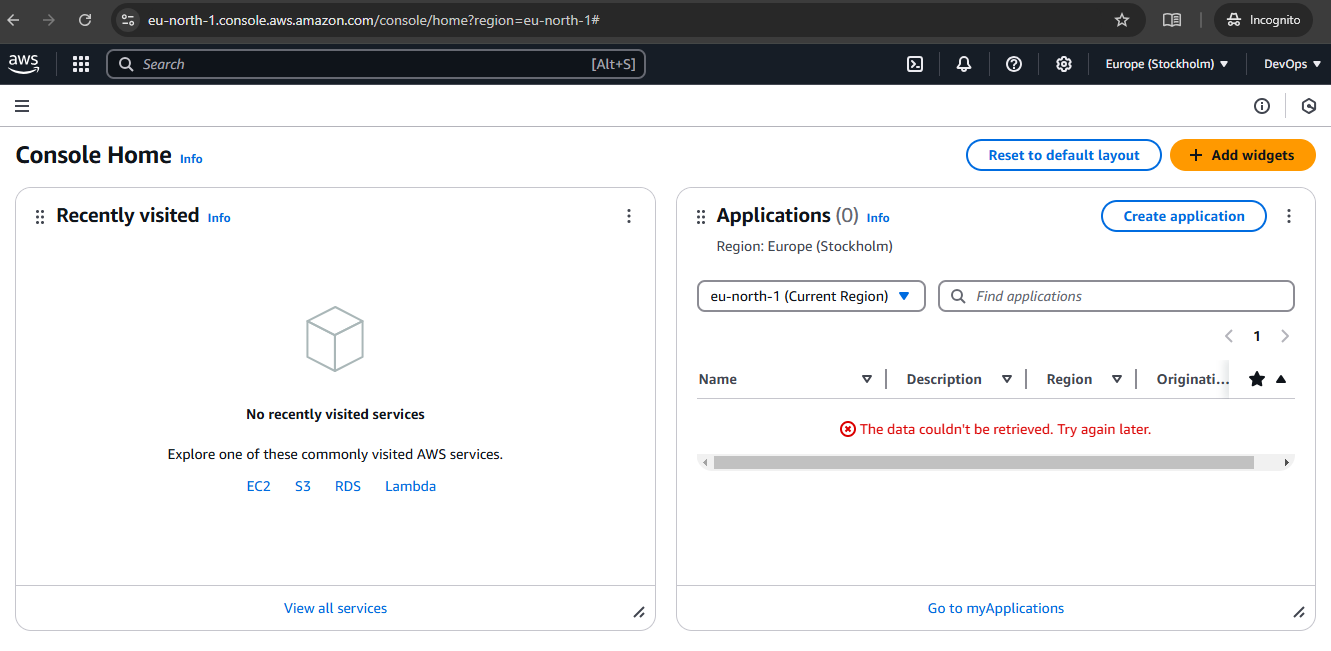 eu-north-1.console.aws.amazon.com/console/home?region=eu-north-1#
Incognito
aws
Search
[Alt+S]
Europe (Stockholm)
DevOps
Console Home Info
Reset to default layout
+ Add widgets
Recently visited Info
No recently visited services
Explore one of these commonly visited AWS services.
EC2 S3 RDS Lambda
View all services
Applications (0) Info
Create application
Region: Europe (Stockholm)
eu-north-1 (Current Region)
Find applications
1
Name Description Region Originati...
The data couldn't be retrieved. Try again later.
Go to myApplications